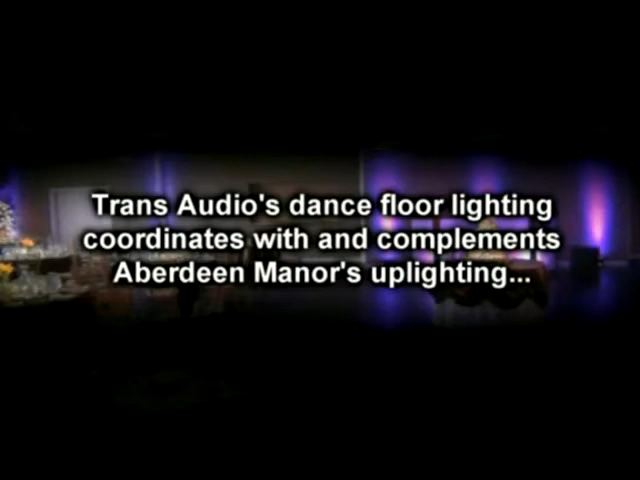 Trans Audio's dance floor lighting
coordinates with and complements
Aberdeen Manor's uplighting...